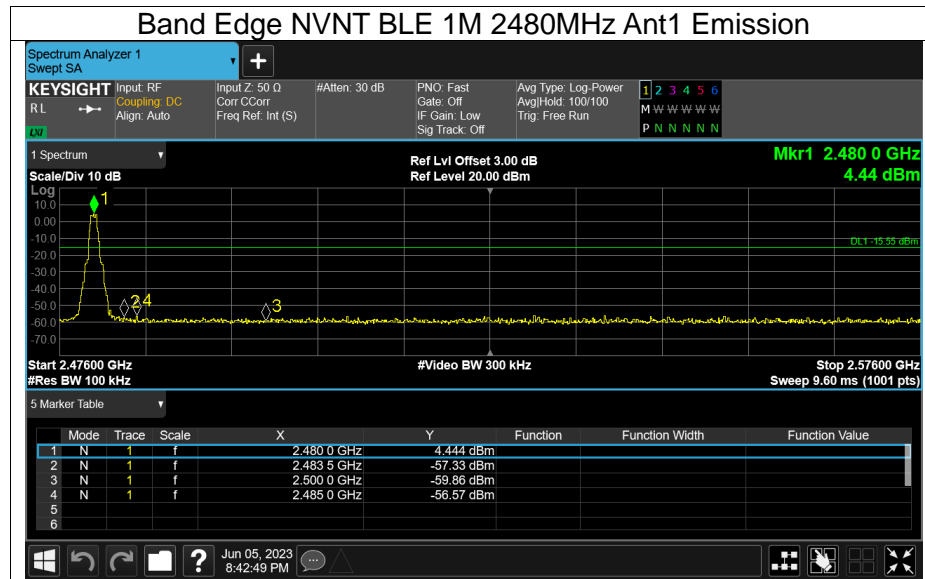 Band Edge NVNT BLE 1M 2480MHz Ant1 Emission
Spectrum Analyzer 1
Swept SA
+
KEYSIGHT
R L
LXI
Input: RF
Coupling: DC
Align: Auto
Input Z: 50 Ω
Corr CCorr
Freq Ref: Int (S)
#Atten: 30 dB
PNO: Fast
Gate: Off
IF Gain: Low
Sig Track: Off
Avg Type: Log-Power
Avg|Hold: 100/100
Trig: Free Run
1 2 3 4 5 6
M W W W W W
P N N N N N
1 Spectrum
Scale/Div 10 dB
Ref Lvl Offset 3.00 dB
Ref Level 20.00 dBm
Mkr1 2.480 0 GHz
4.44 dBm
Log
10.0
0.00
-10.0
-20.0
-30.0
-40.0
-50.0
-60.0
-70.0
1
2 4
3
DL1 -15.55 dBm
Start 2.47600 GHz
#Res BW 100 kHz
#Video BW 300 kHz
Stop 2.57600 GHz
Sweep 9.60 ms (1001 pts)
5 Marker Table
Mode Trace Scale X Y Function Function Width Function Value
1 N 1 f 2.480 0 GHz 4.444 dBm
2 N 1 f 2.483 5 GHz -57.33 dBm
3 N 1 f 2.500 0 GHz -59.86 dBm
4 N 1 f 2.485 0 GHz -56.57 dBm
5
6
?
Jun 05, 2023
8:42:49 PM